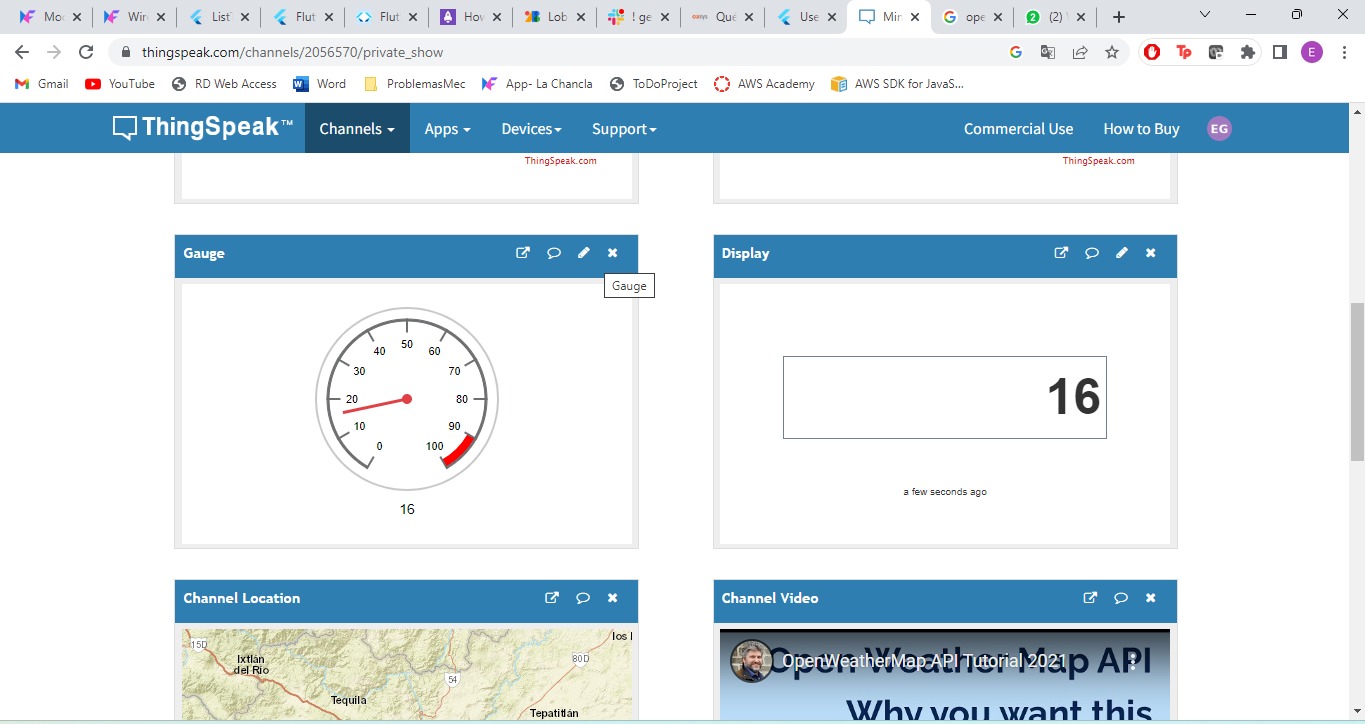 Mo
Wir
List
Flut
Flut
Hov
Lob
! ge
oasys
Qué
Use
Mir
ope
2
(2)
thingspeak.com/channels/2056570/private_show
E
Gmail
YouTube
RD Web Access
Word
ProblemasMec
App- La Chancla
ToDoProject
AWS Academy
AWS SDK for JavaS...
ThingSpeak™
Channels
Apps
Devices
Support
Commercial Use
How to Buy
EG
ThingSpeak.com
ThingSpeak.com
Gauge
Gauge
0
10
20
30
40
50
60
70
80
90
100
16
Display
16
a few seconds ago
Channel Location
15D
Ixtlán
del Río
Tequila
54
80D
Tepatitlán
los
Channel Video
OpenWeatherMap API Tutorial 2021
Open Weather Map API
Why you want this